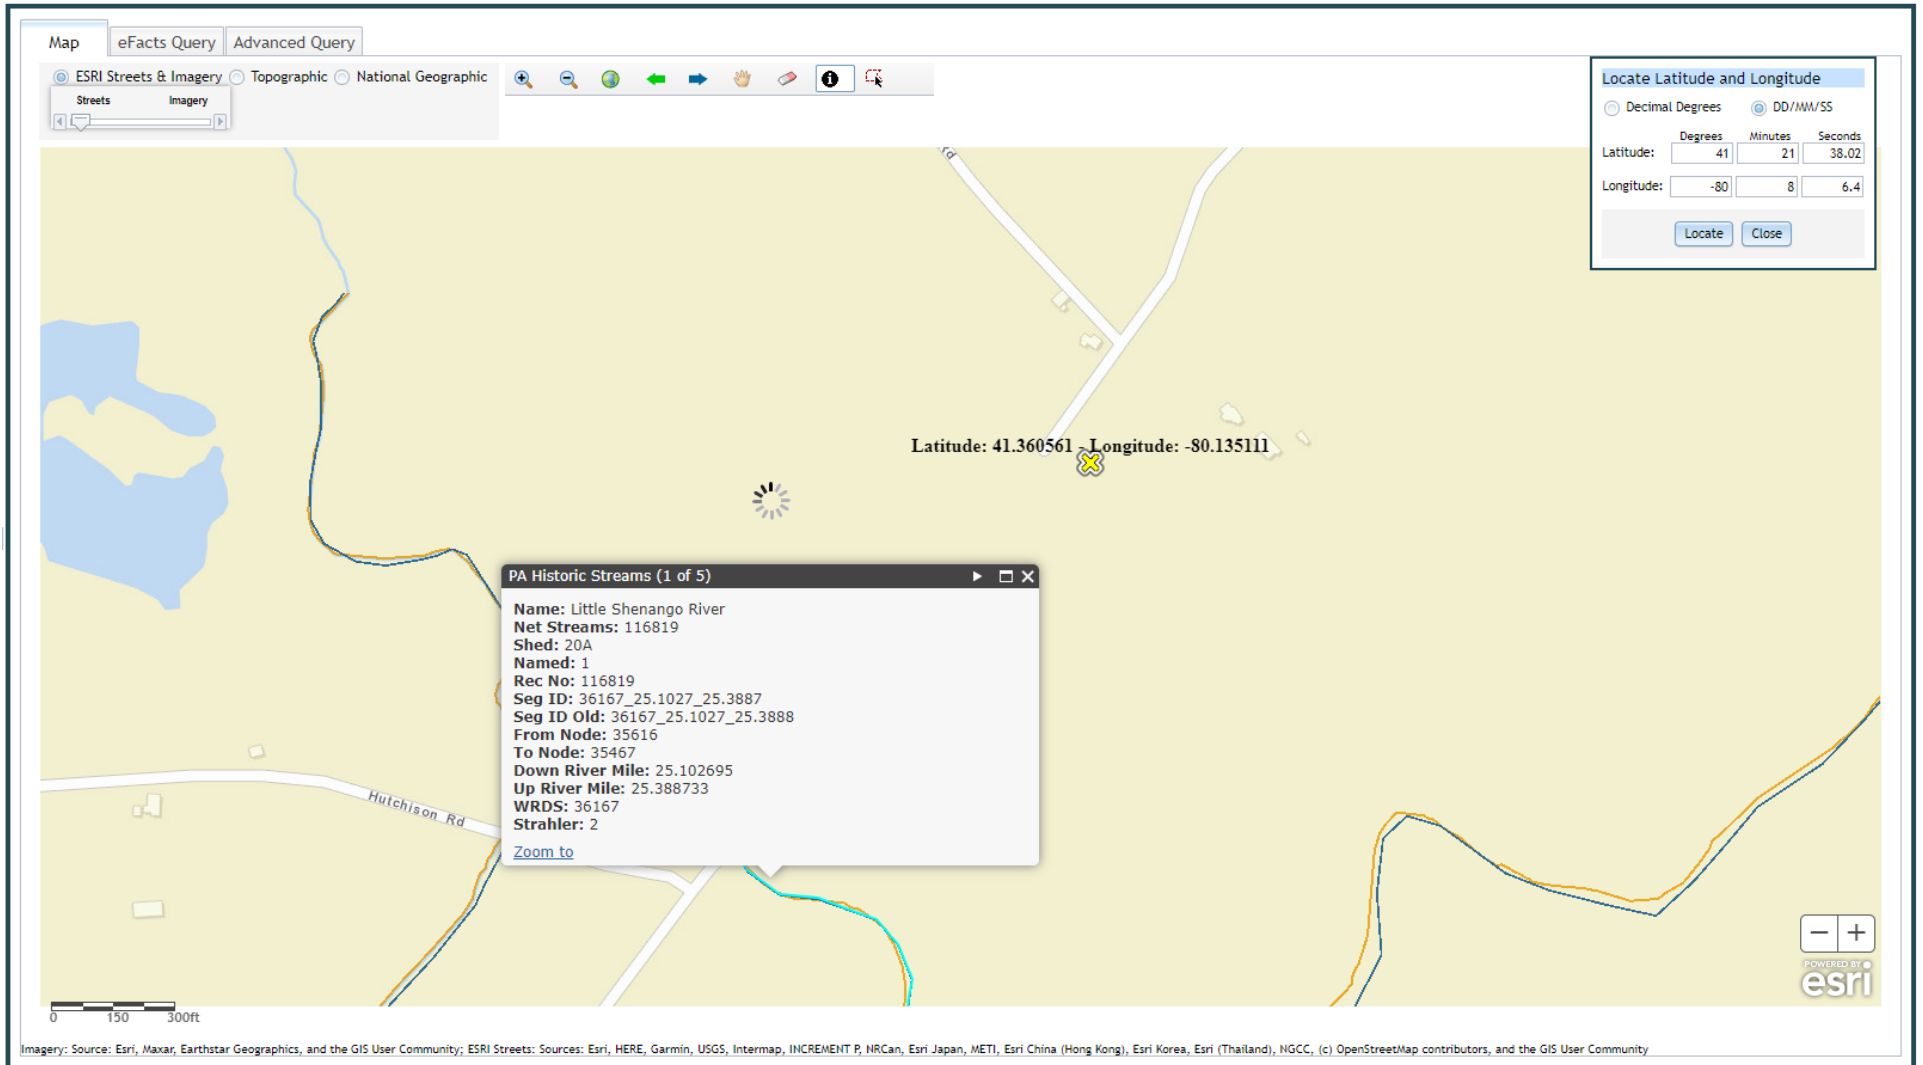 Map eFacts Query Advanced Query
ESRI Streets & Imagery Topographic National Geographic
Streets Imagery
Locate Latitude and Longitude
Decimal Degrees DD/MM/SS
Degrees Minutes Seconds
Latitude: 41 21 38.02
Longitude: -80 8 6.4
Locate Close
Rd
Latitude: 41.360561 - Longitude: -80.135111
PA Historic Streams (1 of 5)
Name: Little Shenango River
Net Streams: 116819
Shed: 20A
Named: 1
Rec No: 116819
Seg ID: 36167_25.1027_25.3887
Seg ID Old: 36167_25.1027_25.3888
From Node: 35616
To Node: 35467
Down River Mile: 25.102695
Up River Mile: 25.388733
WRDS: 36167
Strahler: 2
Zoom to
Hutchison Rd
POWERED BY
esri
0 150 300ft
Imagery: Source: Esri, Maxar, Earthstar Geographics, and the GIS User Community; ESRI Streets: Sources: Esri, HERE, Garmin, USGS, Intermap, INCREMENT P, NRCan, Esri Japan, METI, Esri China (Hong Kong), Esri Korea, Esri (Thailand), NGCC, (c) OpenStreetMap contributors, and the GIS User Community